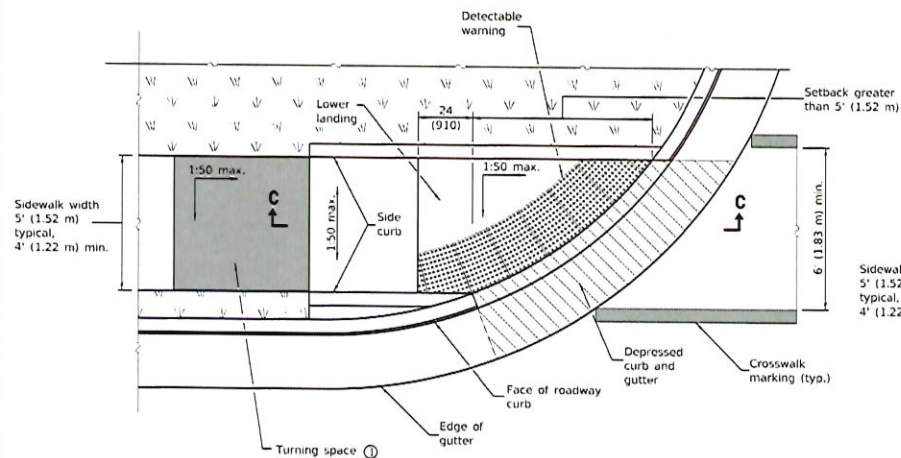 Detectable
warning
Setback greater
than 5' (1.52 m)
Lower
landing
24
(910)
1:50 max.
1:50 max.
1:50 max.
Sidewalk width
5' (1.52 m)
typical,
4' (1.22 m) min.
C
Side
curb
C
6' (1.83 m) min.
Sidewalk
5' (1.52
typical,
4' (1.22
Depressed
curb and
gutter
Crosswalk
marking (typ.)
Face of roadway
curb
Edge of
gutter
Turning space ①